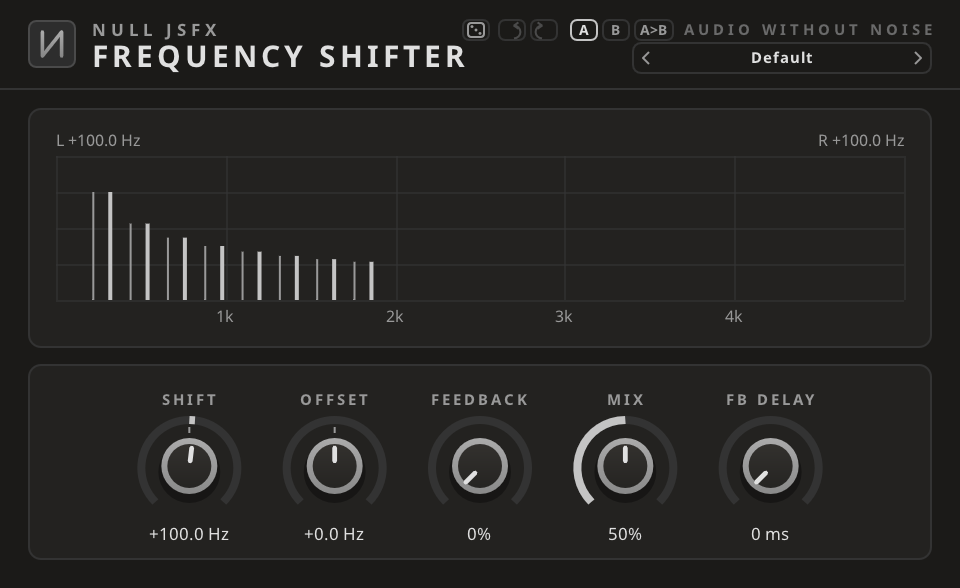 NULL JSFX
FREQUENCY SHIFTER
A B A>B AUDIO WITHOUT NOISE
Default
L +100.0 Hz R +100.0 Hz
1k 2k 3k 4k
SHIFT OFFSET FEEDBACK MIX FB DELAY
+100.0 Hz +0.0 Hz 0% 50% 0 ms